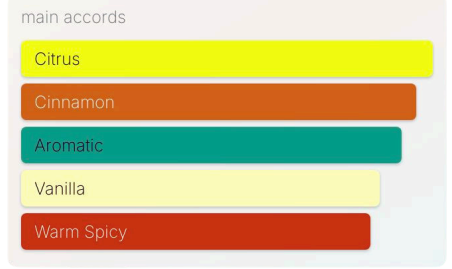 main accords
Citrus
Cinnamon
Aromatic
Vanilla
Warm Spicy